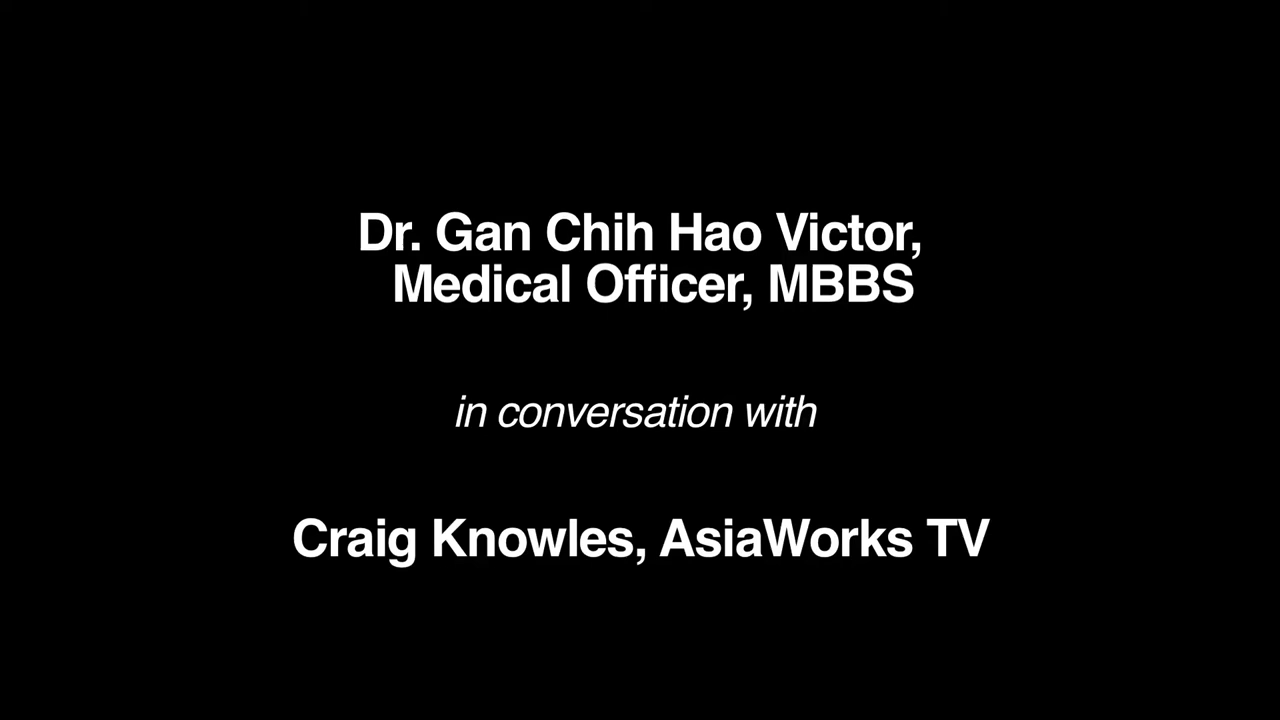 Dr. Gan Chih Hao Victor,
Medical Officer, MBBS
in conversation with
Craig Knowles, AsiaWorks TV